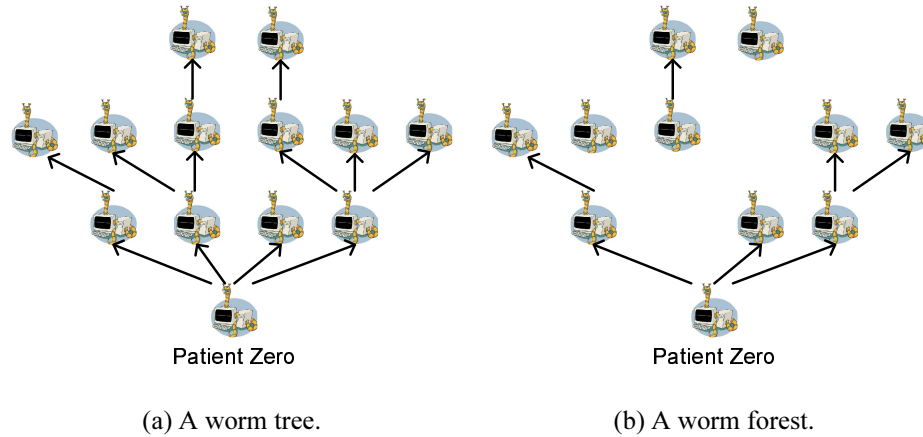 Patient Zero
Patient Zero
(a) A worm tree.
(b) A worm forest.